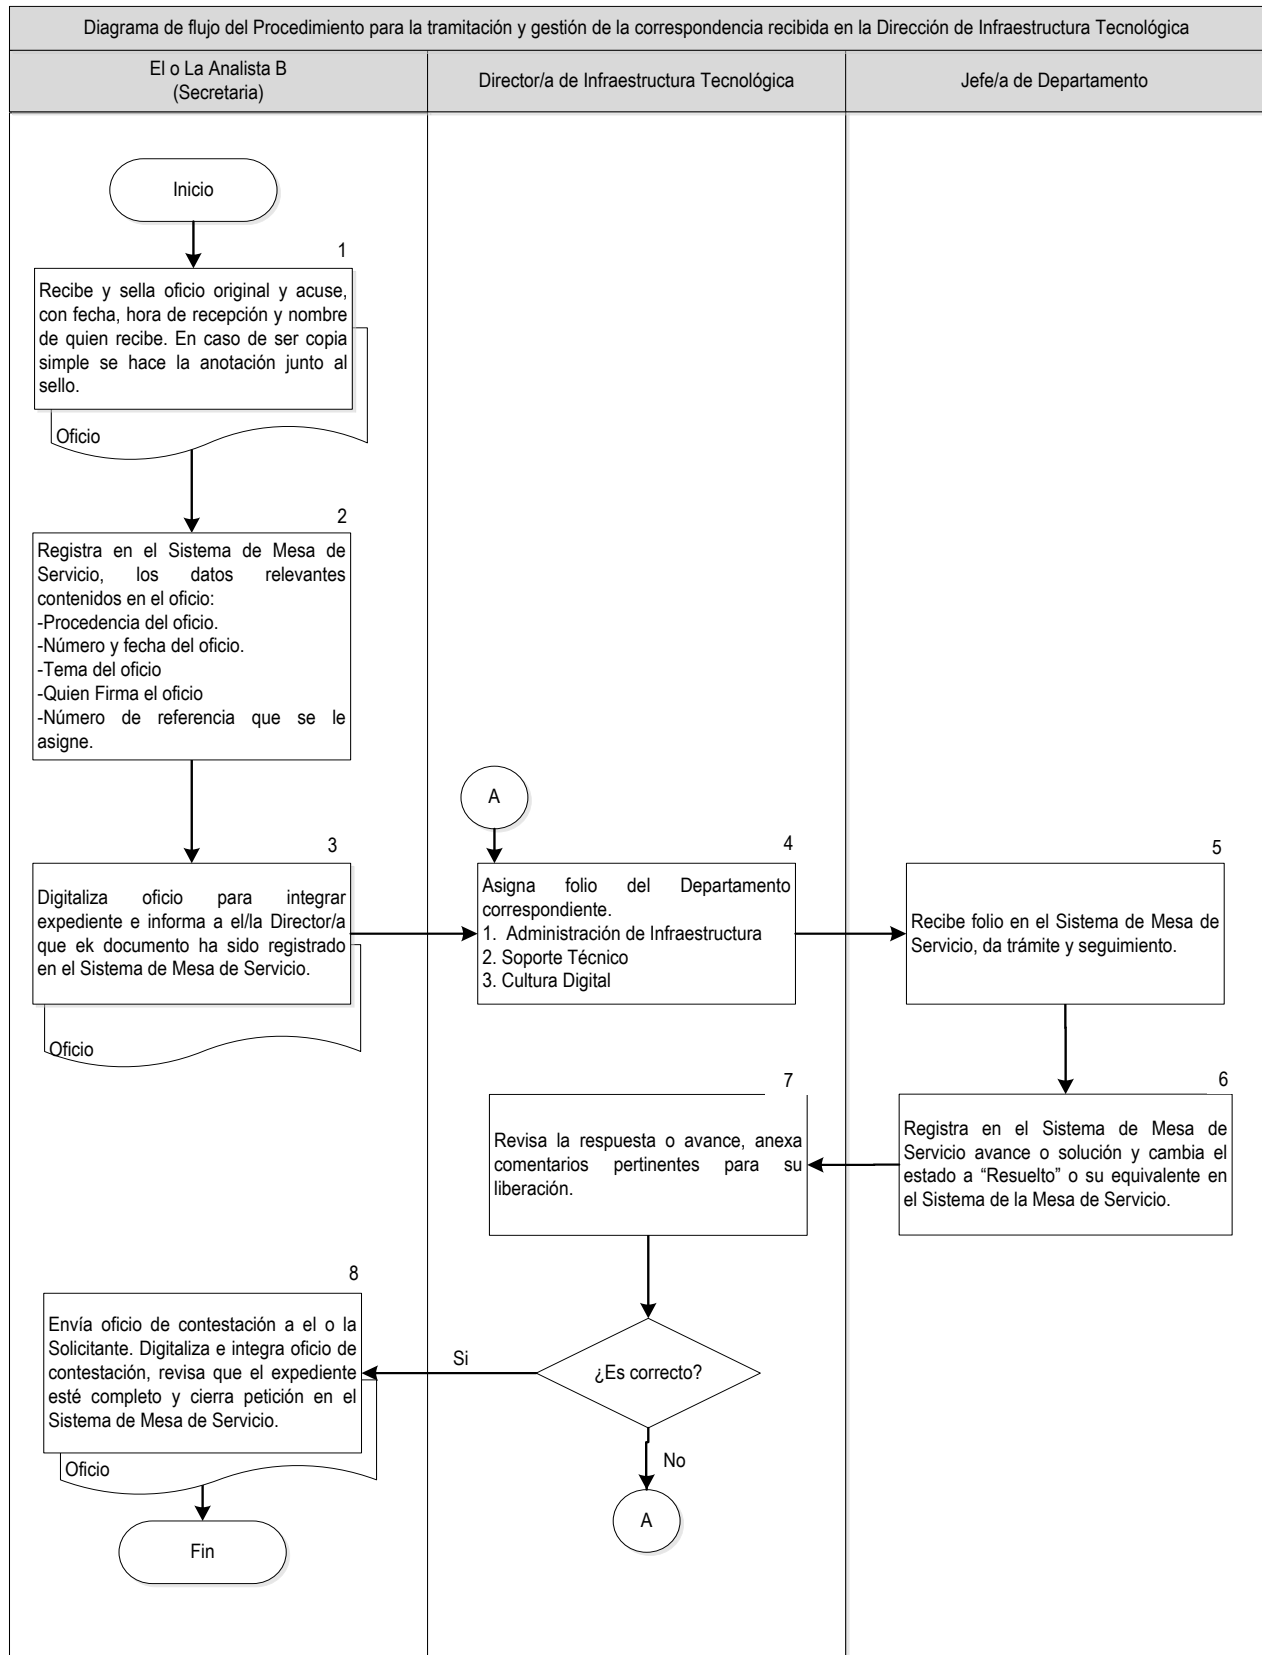 Diagrama de flujo del Procedimiento para la tramitación y gestión de la correspondencia recibida en la Dirección de Infraestructura Tecnológica
El o La Analista B
(Secretaria)
Director/a de Infraestructura Tecnológica
Jefe/a de Departamento
Inicio
1
Recibe y sella oficio original y acuse,
con fecha, hora de recepción y nombre
de quien recibe. En caso de ser copia
simple se hace la anotación junto al
sello.
Oficio
2
Registra en el Sistema de Mesa de
Servicio, los datos relevantes
contenidos en el oficio:
-Procedencia del oficio.
-Número y fecha del oficio.
-Tema del oficio
-Quien Firma el oficio
-Número de referencia que se le
asigne.
3
Digitaliza oficio para integrar
expediente e informa a el/la Director/a
que ek documento ha sido registrado
en el Sistema de Mesa de Servicio.
Oficio
A
4
Asigna folio del Departamento
correspondiente.
1. Administración de Infraestructura
2. Soporte Técnico
3. Cultura Digital
5
Recibe folio en el Sistema de Mesa de
Servicio, da trámite y seguimiento.
6
Registra en el Sistema de Mesa de
Servicio avance o solución y cambia el
estado a “Resuelto” o su equivalente en
el Sistema de la Mesa de Servicio.
7
Revisa la respuesta o avance, anexa
comentarios pertinentes para su
liberación.
¿Es correcto?
Si
No
A
8
Envía oficio de contestación a el o la
Solicitante. Digitaliza e integra oficio de
contestación, revisa que el expediente
esté completo y cierra petición en el
Sistema de Mesa de Servicio.
Oficio
Fin